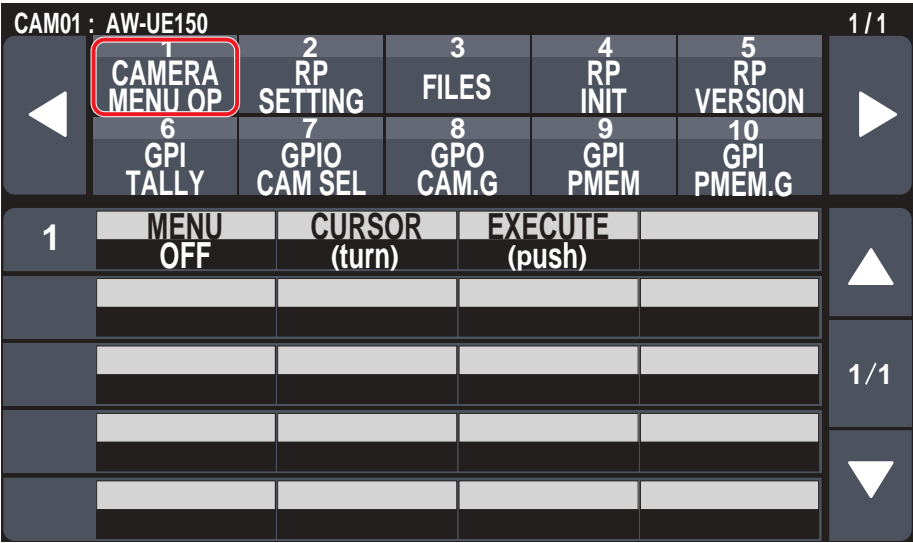 CAM01 : AW-UE150 1 / 1
1 2 3 4 5
CAMERA MENU OP
RP SETTING
FILES
RP INIT
RP VERSION
6 7 8 9 10
GPI TALLY
GPIO CAM SEL
GPO CAM.G
GPI PMEM
GPI PMEM.G
1 MENU CURSOR EXECUTE
OFF (turn) (push)
1/1